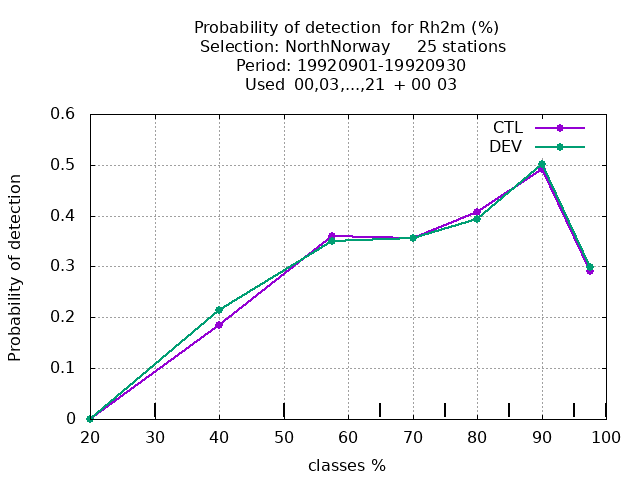 Probability of detection  for Rh2m (%)
Selection: NorthNorway     25 stations
Period: 19920901-19920930
Used  00,03,...,21  + 00 03
CTL
DEV
Probability of detection
0.6
0.5
0.4
0.3
0.2
0.1
0
20 30 40 50 60 70 80 90 100
classes %